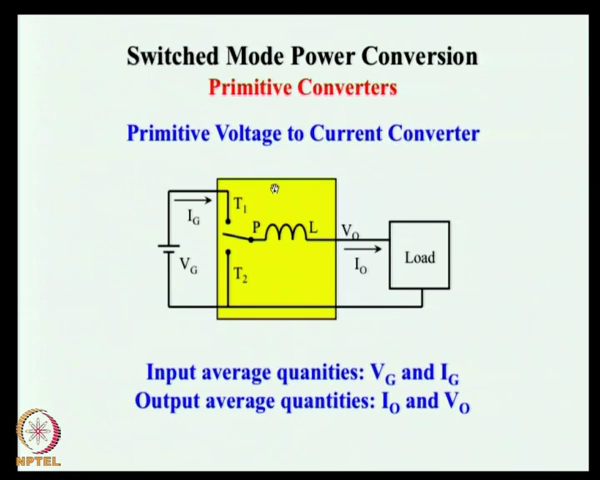 Switched Mode Power Conversion
Primitive Converters
Primitive Voltage to Current Converter
T1
IG
P
L
VO
VG
T2
IO
Load
Input average quanities: VG and IG
Output average quantities: IO and VO
NPTEL